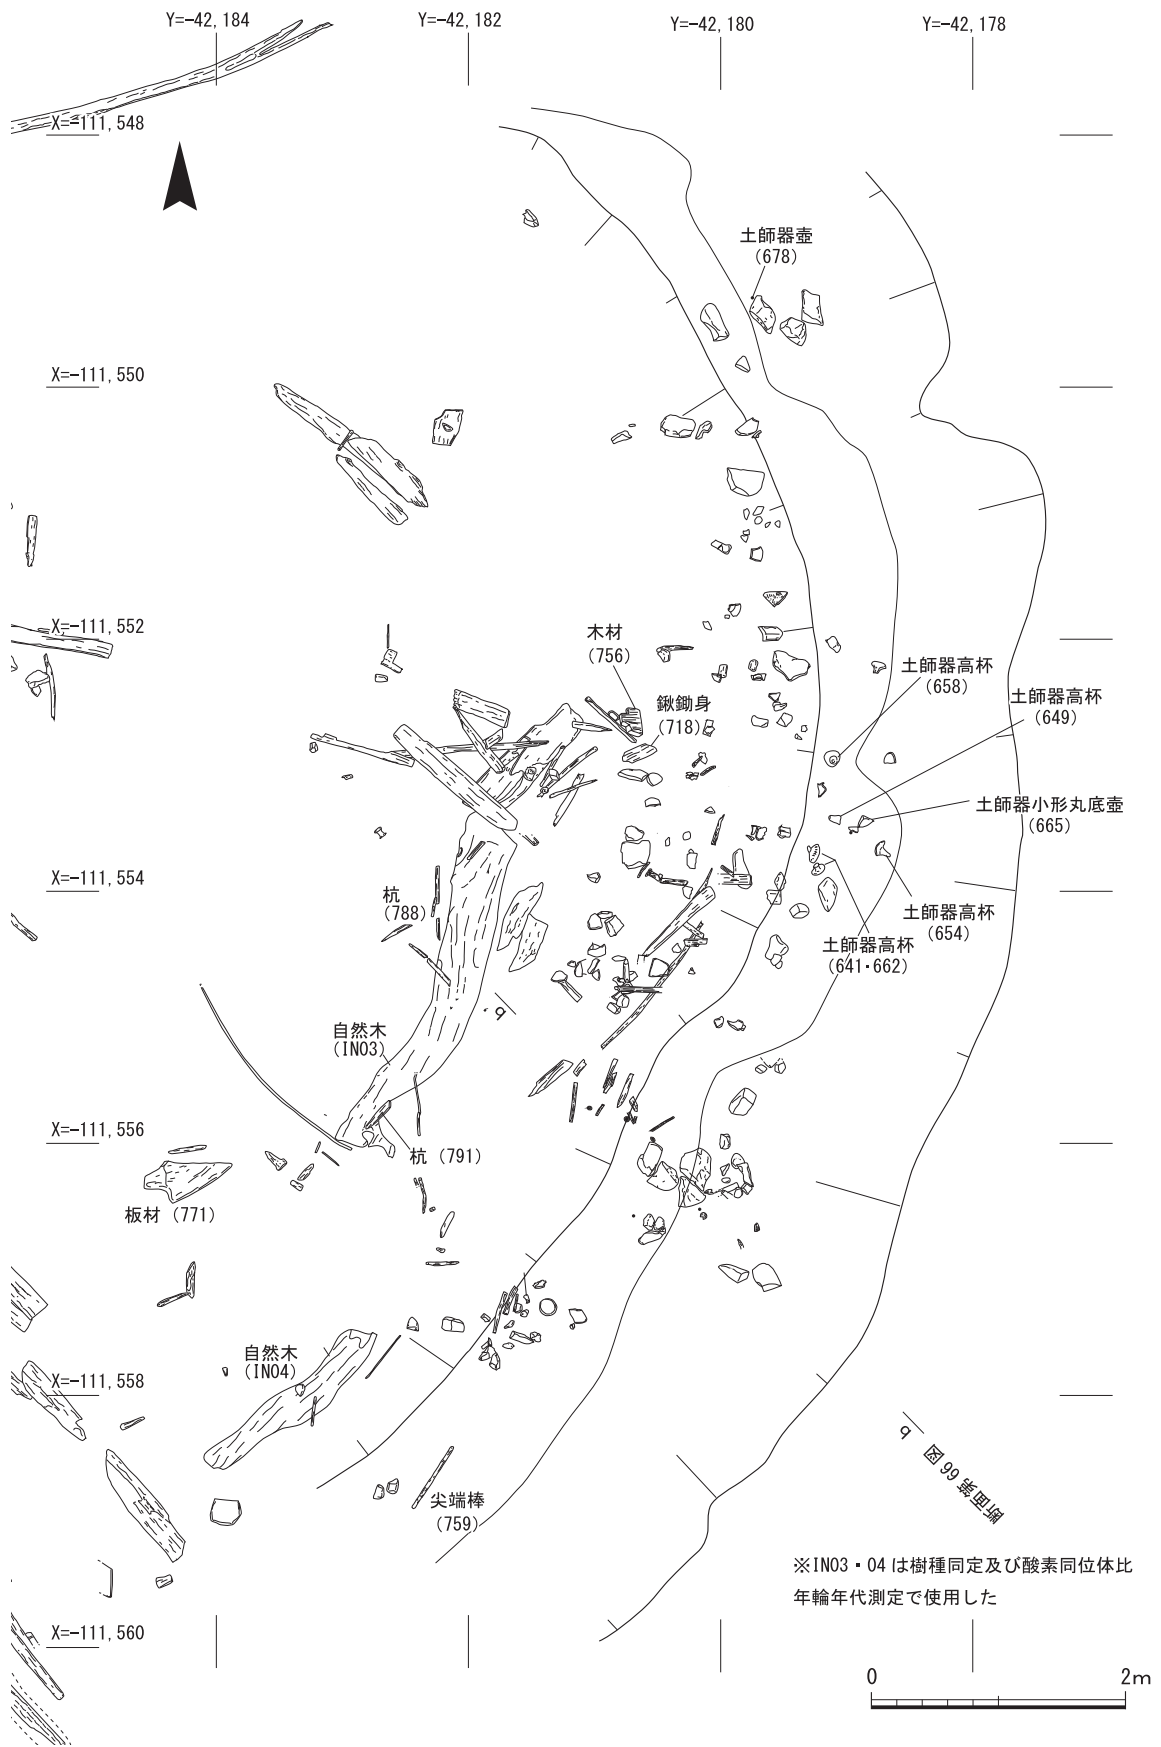 Y=-42,184
Y=-42,182
Y=-42,180
Y=-42,178
X=-111,548
土師器壺
(678)
X=-111,550
X=-111,552
木材
(756)
土師器高杯
(658)
鍬鋤身
(718)
土師器高杯
(649)
土師器小形丸底壺
(665)
X=-111,554
杭
(788)
土師器高杯
(654)
土師器高杯
(641・662)
b
自然木
(IN03)
X=-111,556
杭 (791)
板材 (771)
自然木
(IN04)
X=-111,558
b
断面第 66 図
尖端棒
(759)
※IN03・04 は樹種同定及び酸素同位体比
年輪年代測定で使用した
X=-111,560
0
2m